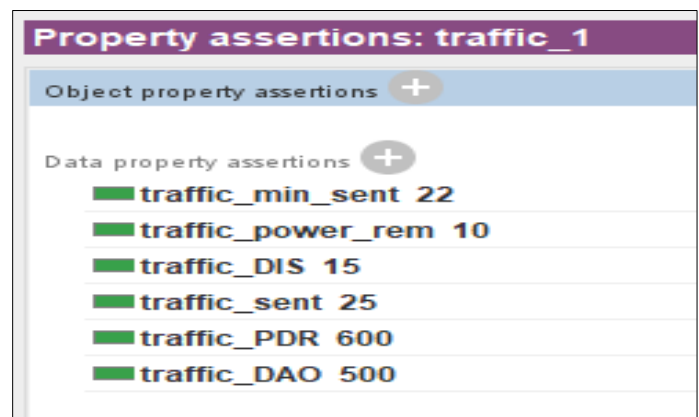 Property assertions: traffic_1
Object property assertions
Data property assertions
traffic_min_sent 22
traffic_power_rem 10
traffic_DIS 15
traffic_sent 25
traffic_PDR 600
traffic_DAO 500